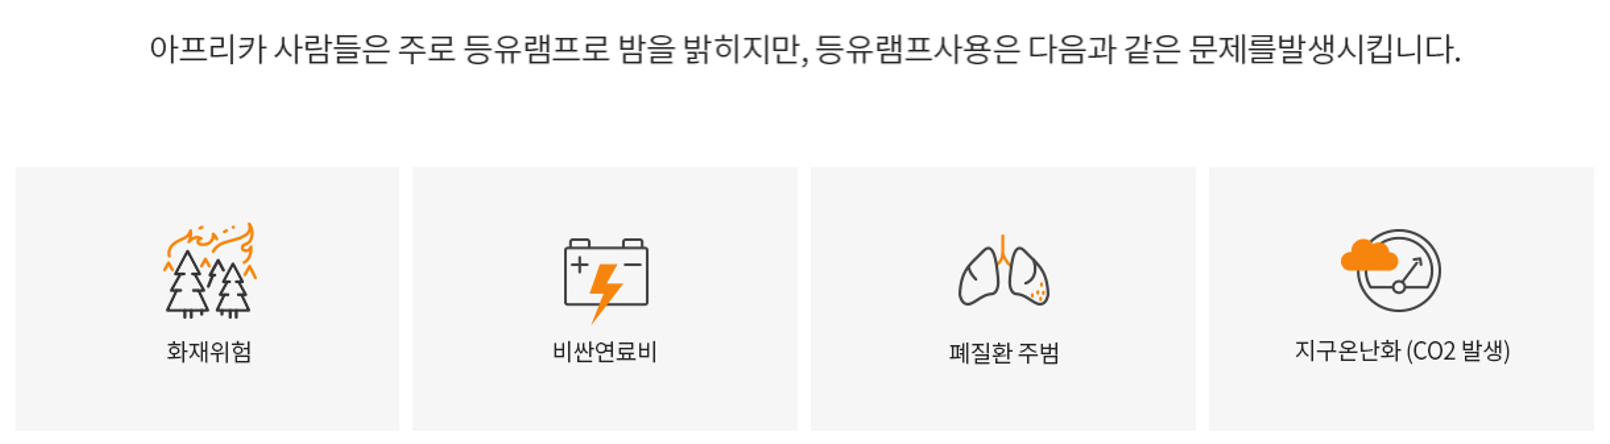 아프리카 사람들은 주로 등유램프로 밤을 밝히지만, 등유램프사용은 다음과 같은 문제를발생시킵니다.
화재위험
비싼연료비
폐질환 주범
지구온난화 (CO2 발생)